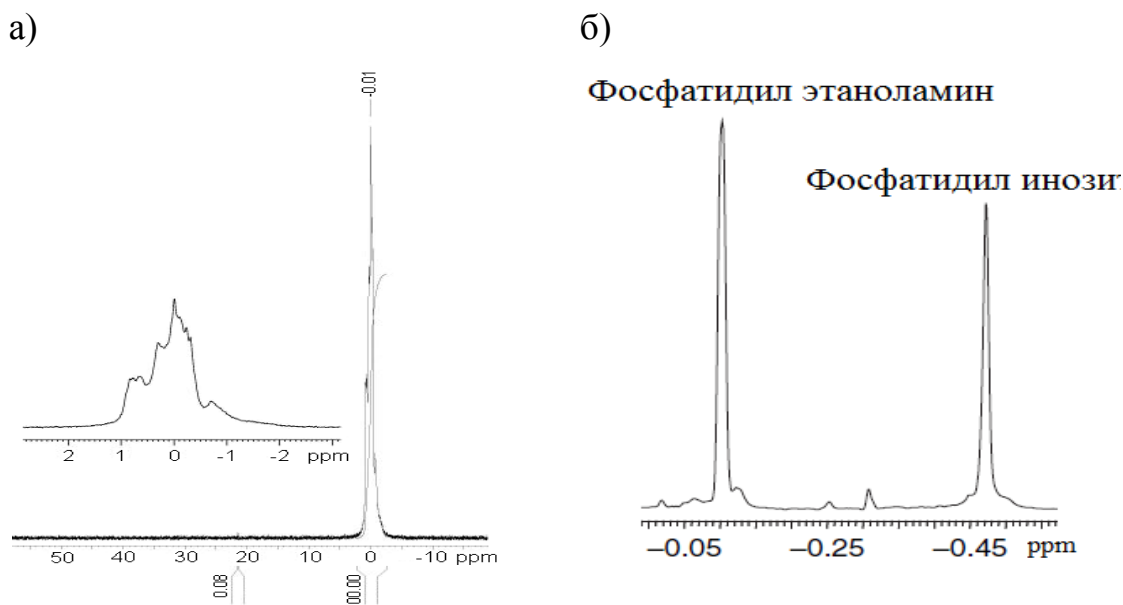 а)
б)
-0.01
Фосфатидил этаноламин
Фосфатидил инозит
2 1 0 -1 -2 ppm
50 40 30 20 10 0 -10 ppm
0.08
00.00
−0.05 −0.25 −0.45 ppm